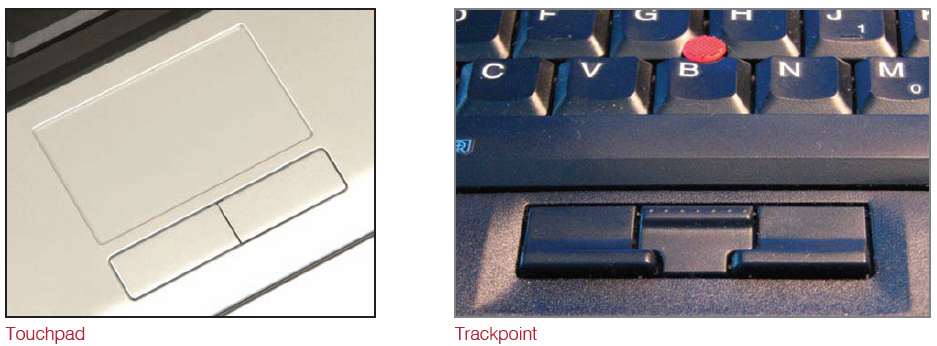 D F G H J 1 K
C V B N M 0
Touchpad
Trackpoint